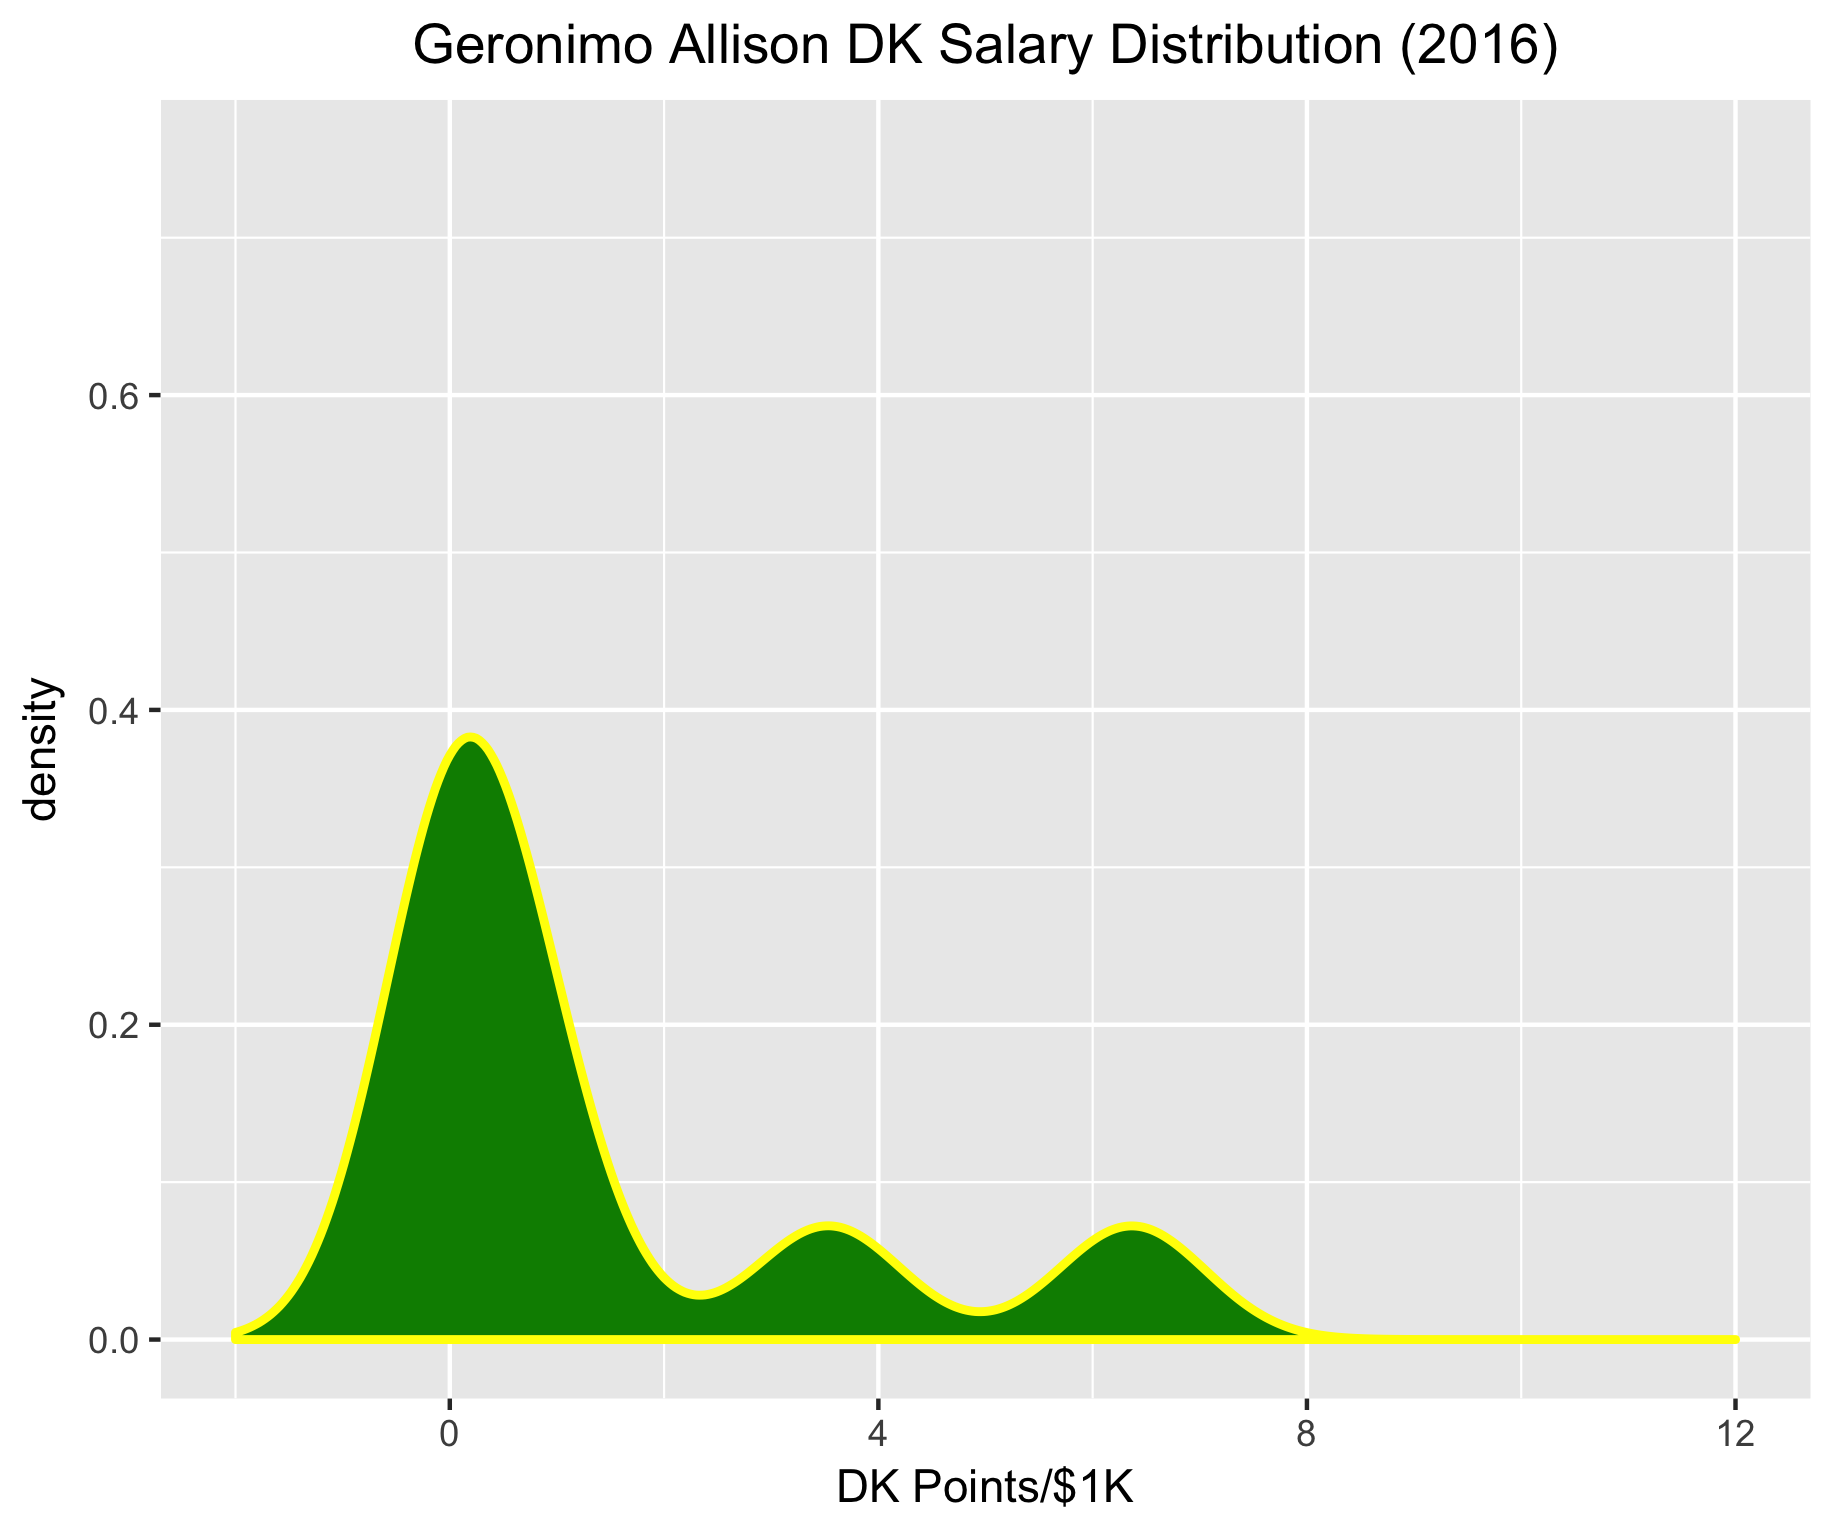 Geronimo Allison DK Salary Distribution (2016)
density
0.6
0.4
0.2
0.0
0 4 8 12
DK Points/$1K